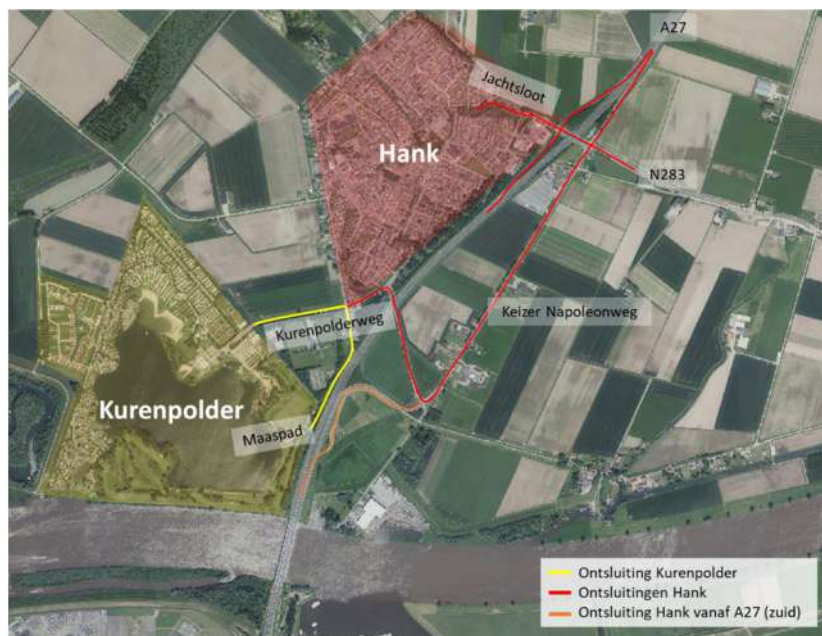 A27
Jachtsloot
Hank
N283
Keizer Napoleonweg
Kurenpolderweg
Kurenpolder
Maaspad
Ontsluiting Kurenpolder
Ontsluitingen Hank
Ontsluiting Hank vanaf A27 (zuid)